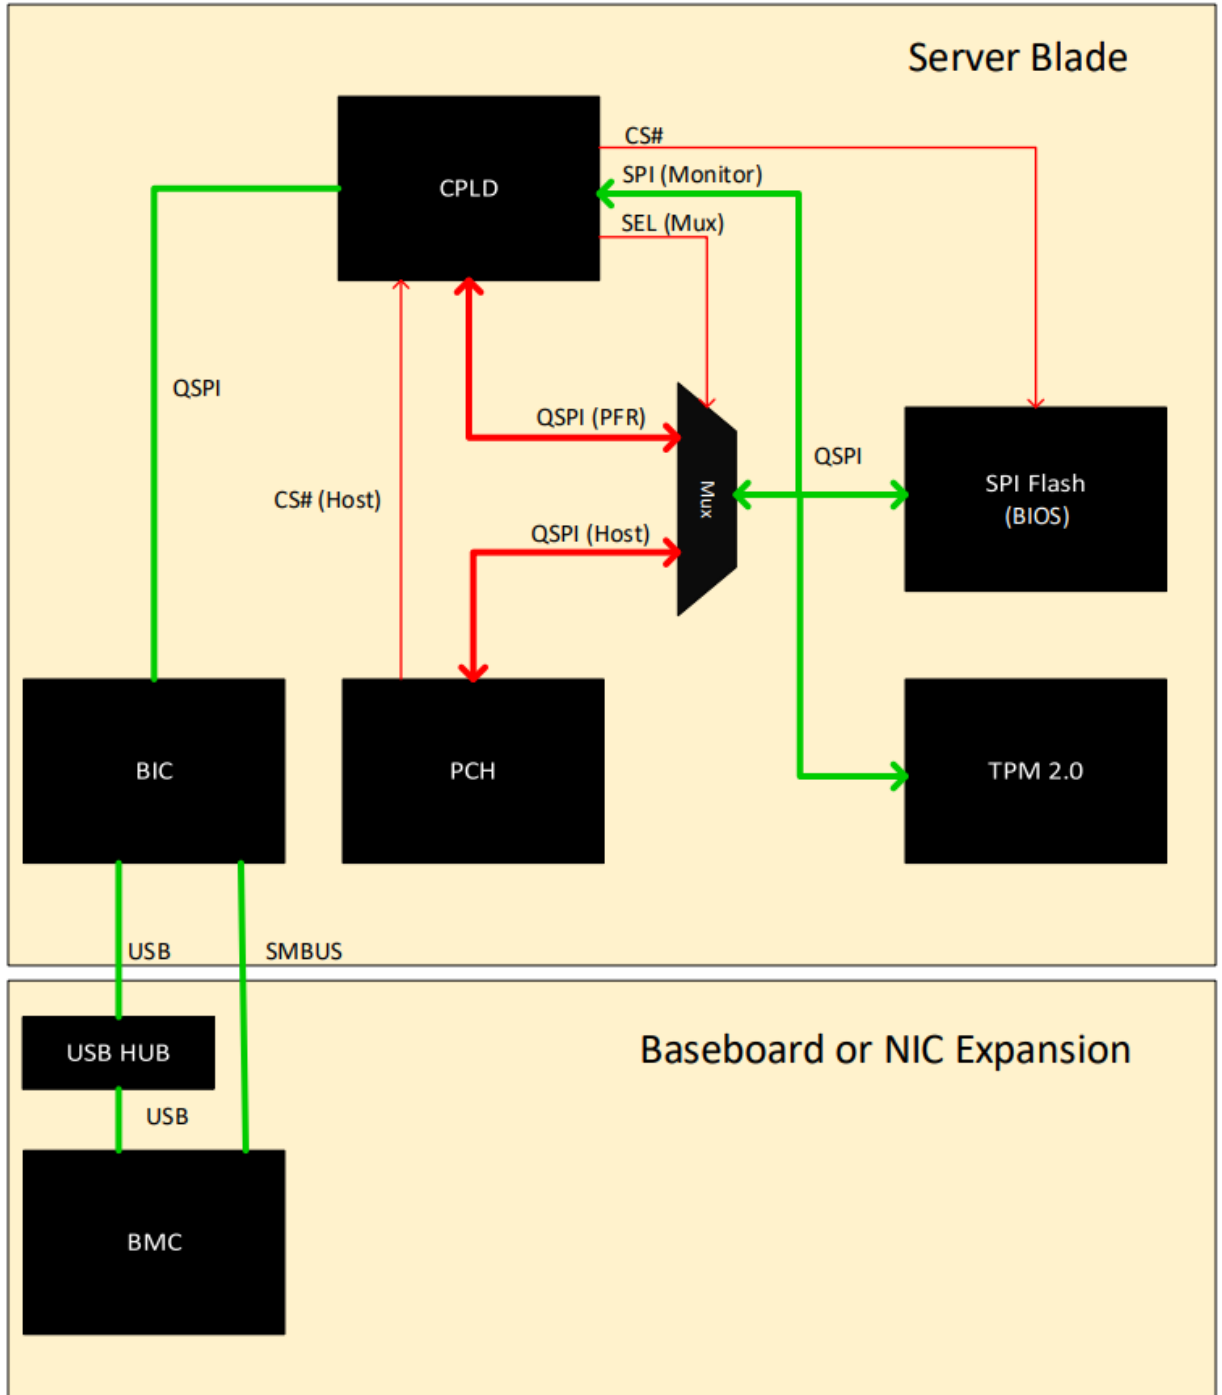 Server Blade
CS#
CPLD
SPI (Monitor)
SEL (Mux)
QSPI
QSPI (PFR)
QSPI
Mux
SPI Flash
(BIOS)
CS# (Host)
QSPI (Host)
BIC
PCH
TPM 2.0
USB
SMBUS
USB HUB
Baseboard or NIC Expansion
USB
BMC